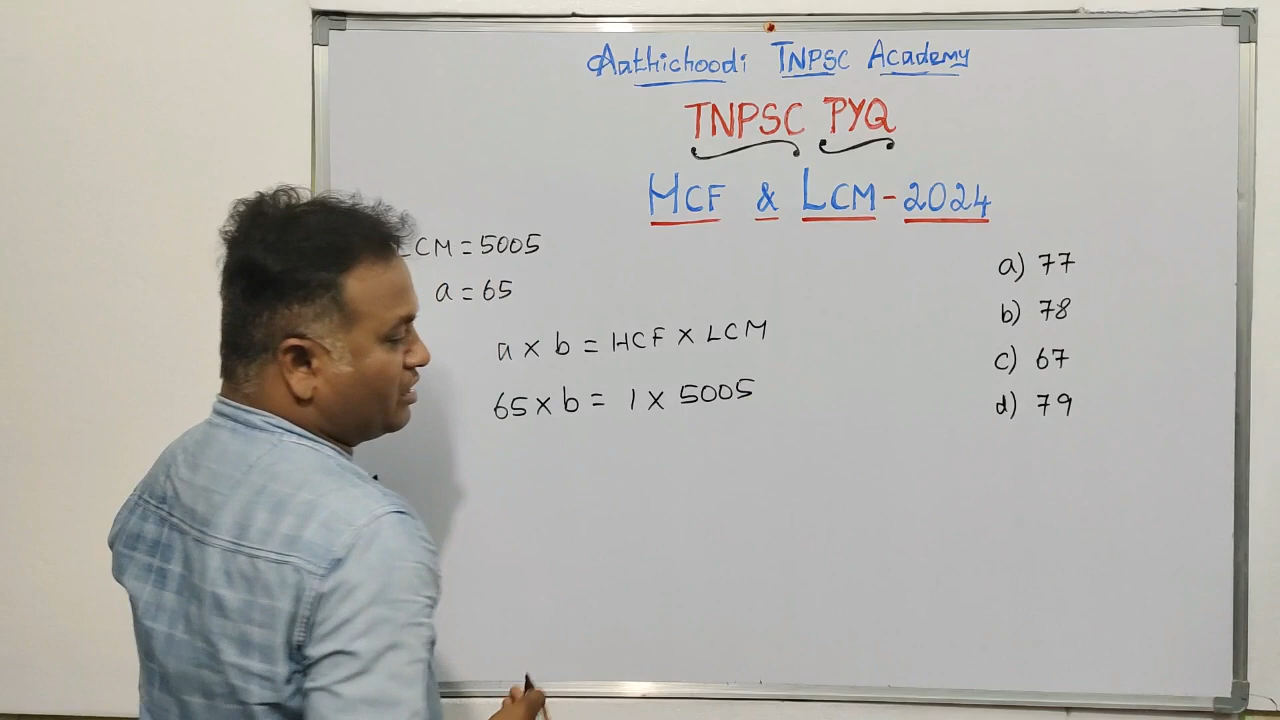 Aathichoodi TNPSC Academy
TNPSC PYQ
HCF & LCM-2024
LCM = 5005
a = 65
a × b = HCF × LCM
65 × b = 1 × 5005
a) 77
b) 78
c) 67
d) 79